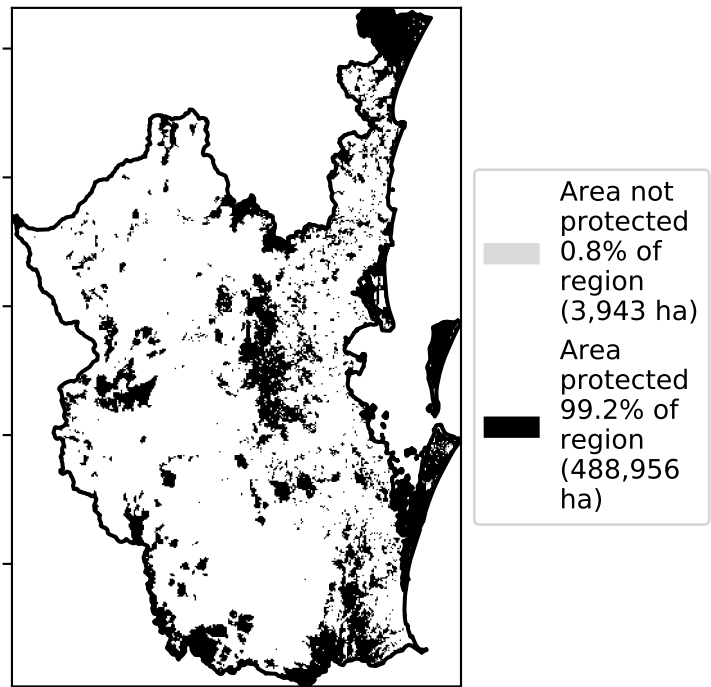 Area not
protected
0.8% of
region
(3,943 ha)
Area
protected
99.2% of
region
(488,956
ha)